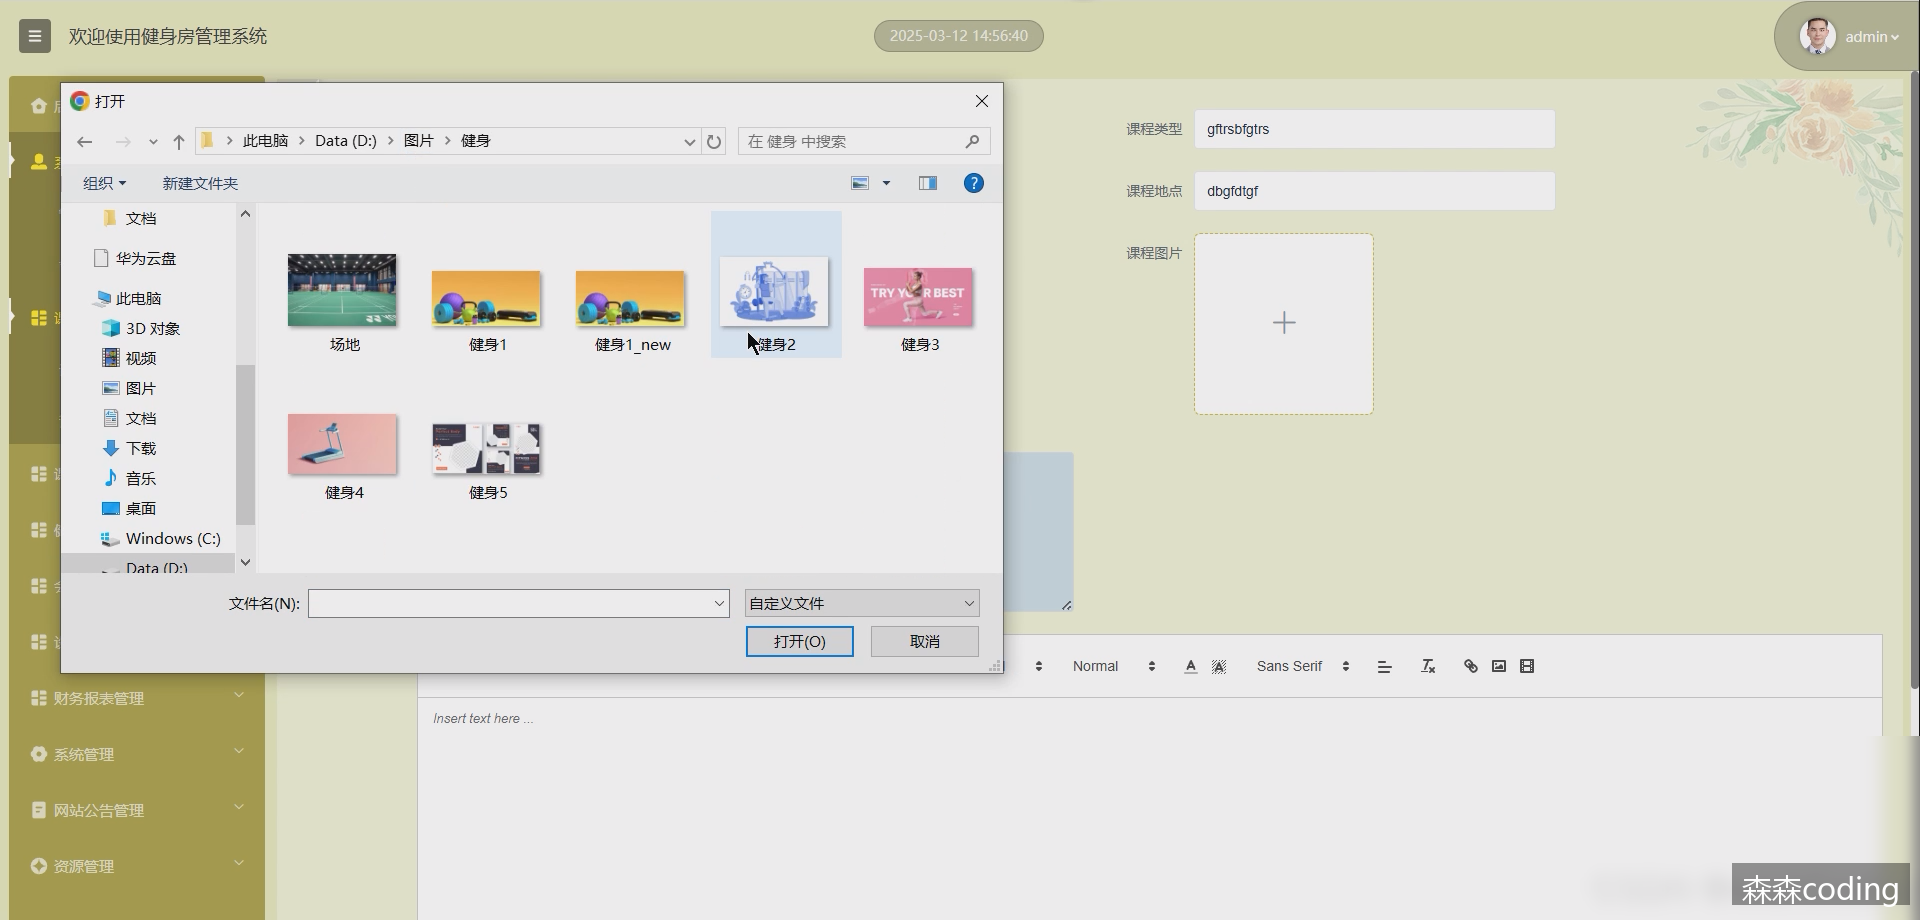 欢迎使用健身房管理系统
2025-03-12 14:56:40
admin
打开
此电脑 Data (D:) 图片 健身
在 健身 中搜索
组织
新建文件夹
文档
华为云盘
此电脑
3D 对象
视频
图片
文档
下载
音乐
桌面
Windows (C:)
Data (D:)
场地
健身1
健身1_new
健身2
TRY YOUR BEST
健身3
健身4
健身5
文件名(N):
自定义文件
打开(O)
取消
课程类型
gftrsbfgtrs
课程地点
dbgfdtgf
课程图片
Normal
Sans Serif
Insert text here ...
财务报表管理
系统管理
网站公告管理
资源管理
森森coding